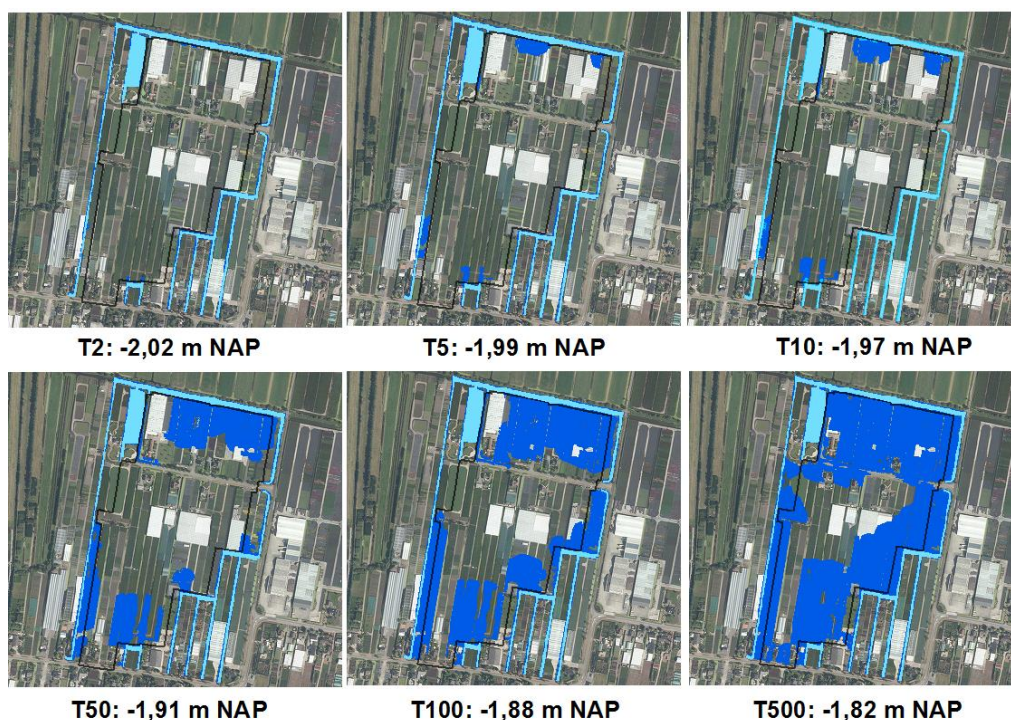 T2: -2,02 m NAP
T5: -1,99 m NAP
T10: -1,97 m NAP
T50: -1,91 m NAP
T100: -1,88 m NAP
T500: -1,82 m NAP